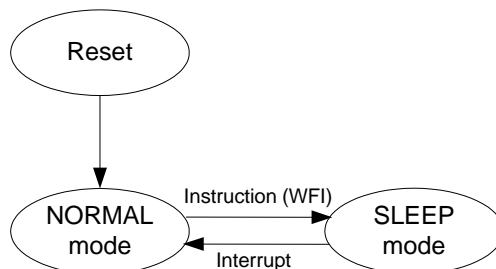 Reset
Instruction (WFI)
NORMAL
mode
SLEEP
mode
Interrupt